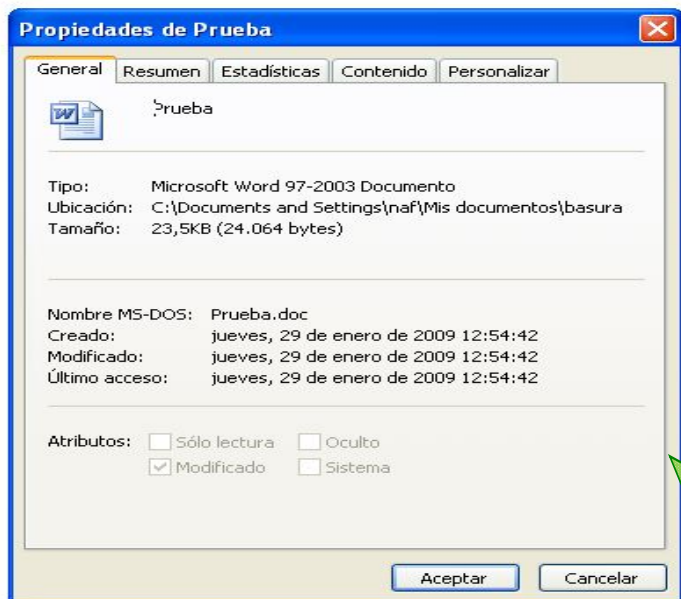 Propiedades de Prueba
General Resumen Estadísticas Contenido Personalizar
Prueba
Tipo: Microsoft Word 97-2003 Documento
Ubicación: C:\Documents and Settings\naf\Mis documentos\basura
Tamaño: 23,5KB (24.064 bytes)
Nombre MS-DOS: Prueba.doc
Creado: jueves, 29 de enero de 2009 12:54:42
Modificado: jueves, 29 de enero de 2009 12:54:42
Último acceso: jueves, 29 de enero de 2009 12:54:42
Atributos: Sólo lectura Oculto
Modificado Sistema
Aceptar Cancelar